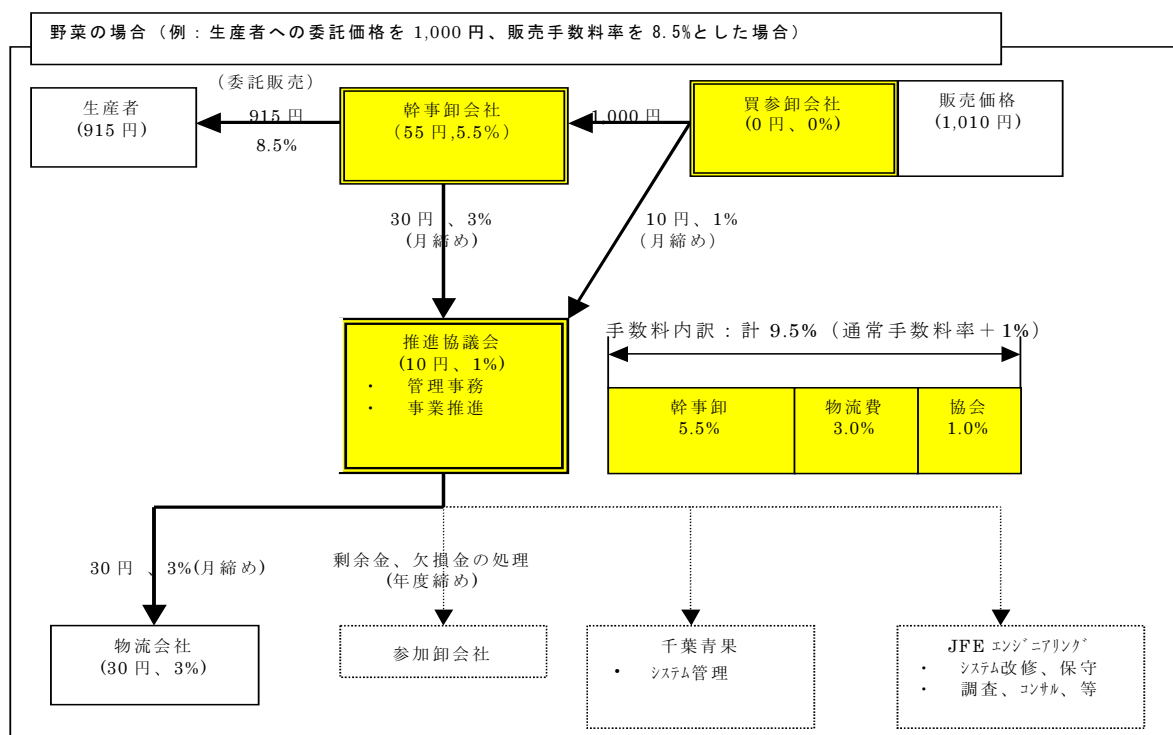 野菜の場合（例：生産者への委託価格を 1,000 円、販売手数料率を 8.5%とした場合）
（委託販売）
生産者
(915 円)
915 円
8.5%
幹事卸会社
（55 円,5.5%）
1,000 円
買参卸会社
(0 円、0%)
販売価格
(1,010 円)
30 円 、3%
(月締め)
10 円、1%
（月締め）
推進協議会
(10 円、1%)
・ 管理事務
・ 事業推進
手数料内訳：計 9.5%（通常手数料率＋1%）
幹事卸
5.5%
物流費
3.0%
協会
1.0%
30 円 、3%(月締め)
剰余金、欠損金の処理
(年度締め)
物流会社
(30 円、3%)
参加卸会社
千葉青果
・ ｼｽﾃﾑ管理
JFE ｴﾝｼﾞﾆｱﾘﾝｸﾞ
・ ｼｽﾃﾑ改修、保守
・ 調査、ｺﾝｻﾙ、等